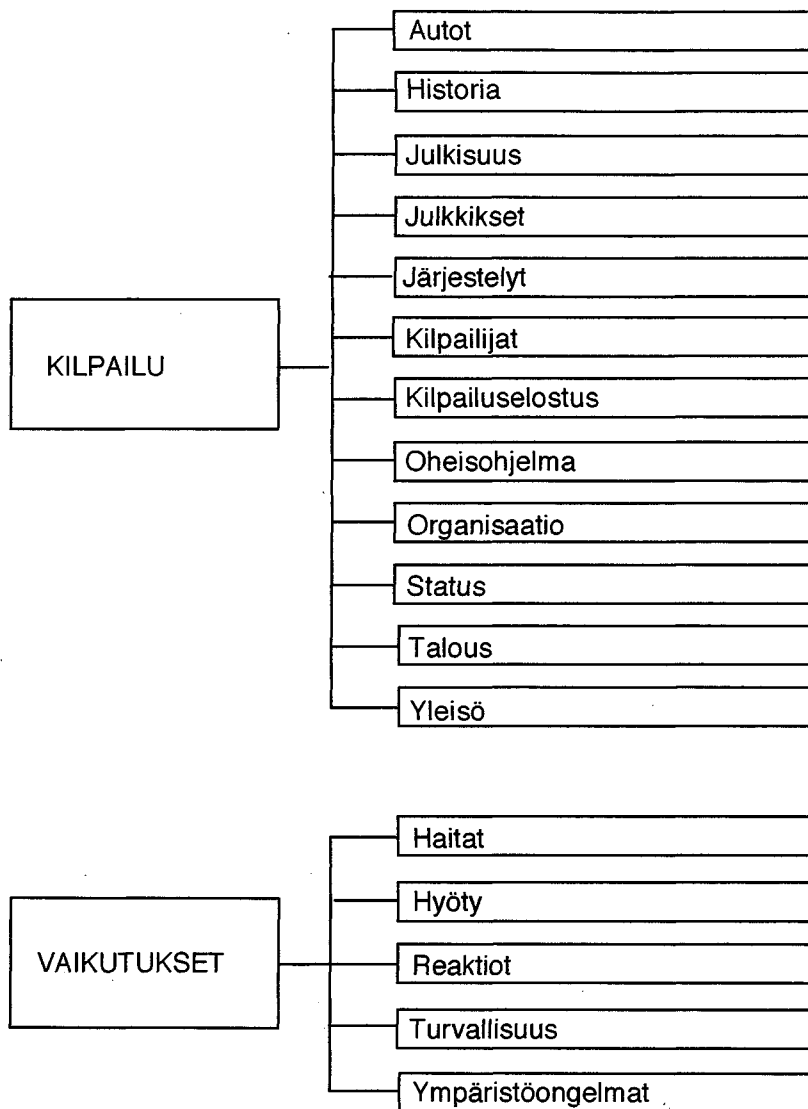 Autot
Historia
Julkisuus
Julkkikset
Järjestelyt
KILPAILU
Kilpailijat
Kilpailuselostus
Oheisohjelma
Organisaatio
Status
Talous
Yleisö
Haitat
Hyöty
VAIKUTUKSET
Reaktiot
Turvallisuus
Ympäristöongelmat